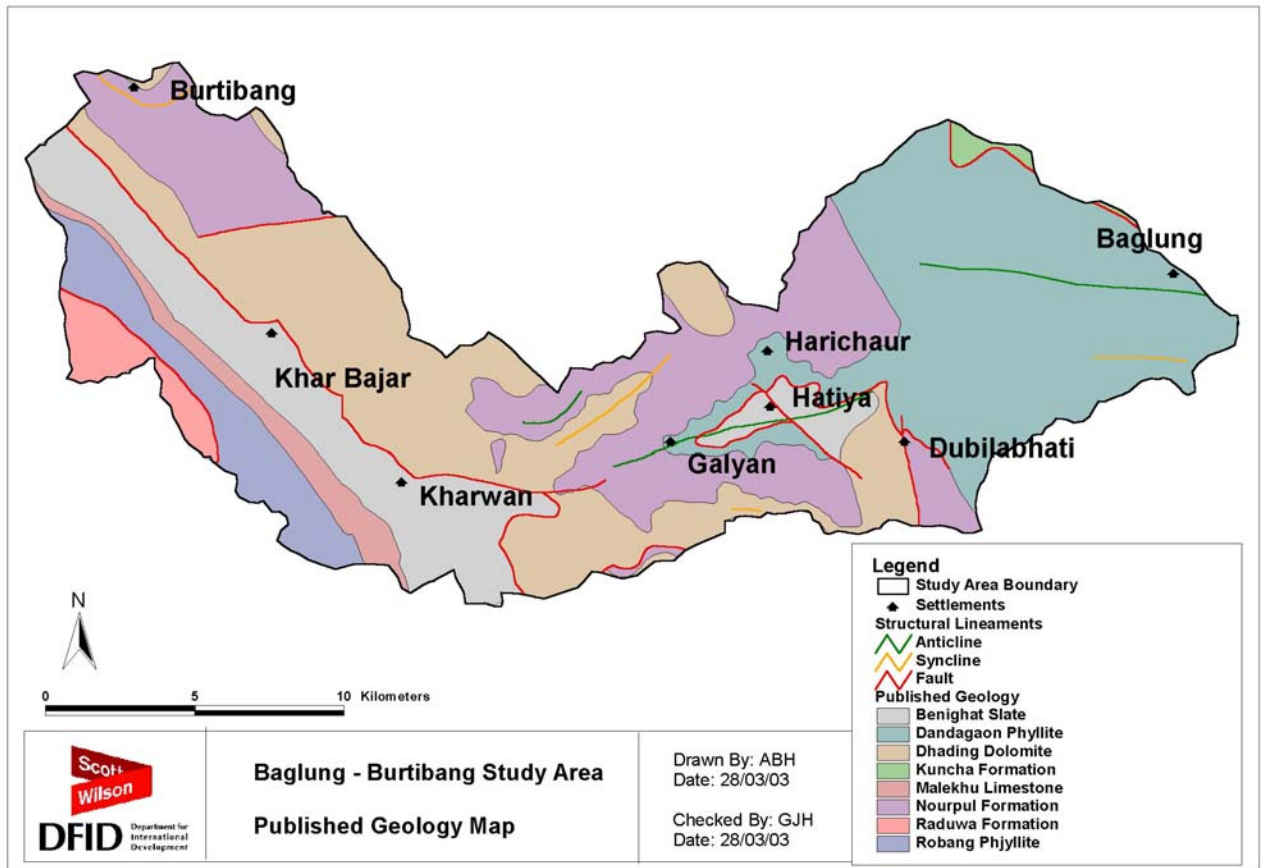 Burtibang
Baglung
Harichaur
Khar Bajar
Hatiya
Dubilabhati
Galyan
Kharwan
N
0 5 10 Kilometers
Legend
Study Area Boundary
Settlements
Structural Lineaments
Anticline
Syncline
Fault
Published Geology
Benighat Slate
Dandagaon Phyllite
Dhading Dolomite
Kuncha Formation
Malekhu Limestone
Nourpul Formation
Raduwa Formation
Robang Phjyllite
Scott
Wilson
DFID Department for
International
Development
Baglung - Burtibang Study Area
Published Geology Map
Drawn By: ABH
Date: 28/03/03
Checked By: GJH
Date: 28/03/03